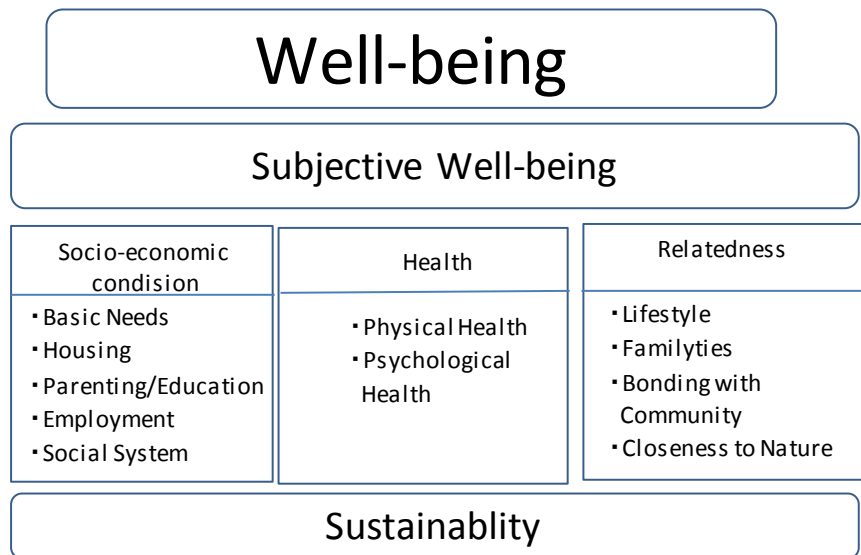 Well-being
Subjective Well-being
Socio-economic
condision
・Basic Needs
・Housing
・Parenting/Education
・Employment
・Social System
Health
・Physical Health
・Psychological
Health
Relatedness
・Lifestyle
・Familyties
・Bonding with
Community
・Closeness to Nature
Sustainablity